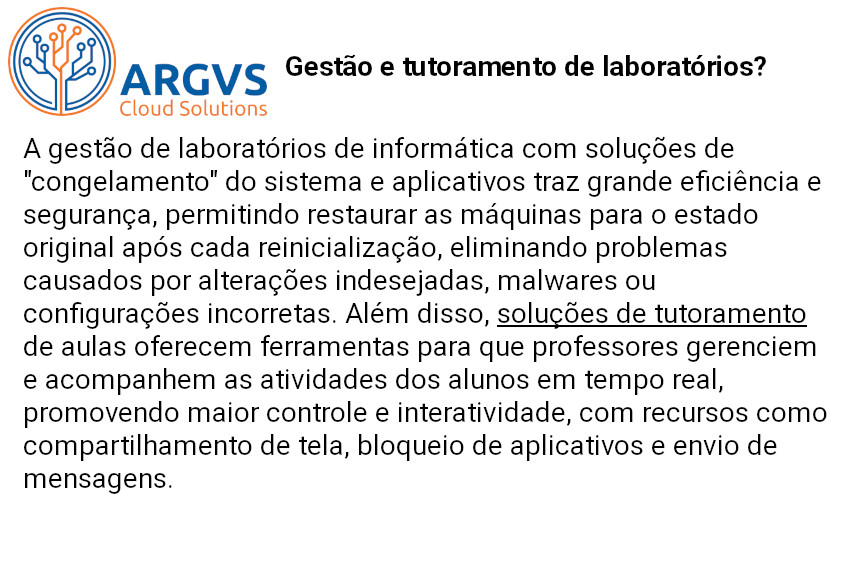 ARGVS
Cloud Solutions
Gestão e tutoramento de laboratórios?
A gestão de laboratórios de informática com soluções de
"congelamento" do sistema e aplicativos traz grande eficiência e
segurança, permitindo restaurar as máquinas para o estado
original após cada reinicialização, eliminando problemas
causados por alterações indesejadas, malwares ou
configurações incorretas. Além disso, soluções de tutoramento
de aulas oferecem ferramentas para que professores gerenciem
e acompanhem as atividades dos alunos em tempo real,
promovendo maior controle e interatividade, com recursos como
compartilhamento de tela, bloqueio de aplicativos e envio de
mensagens.